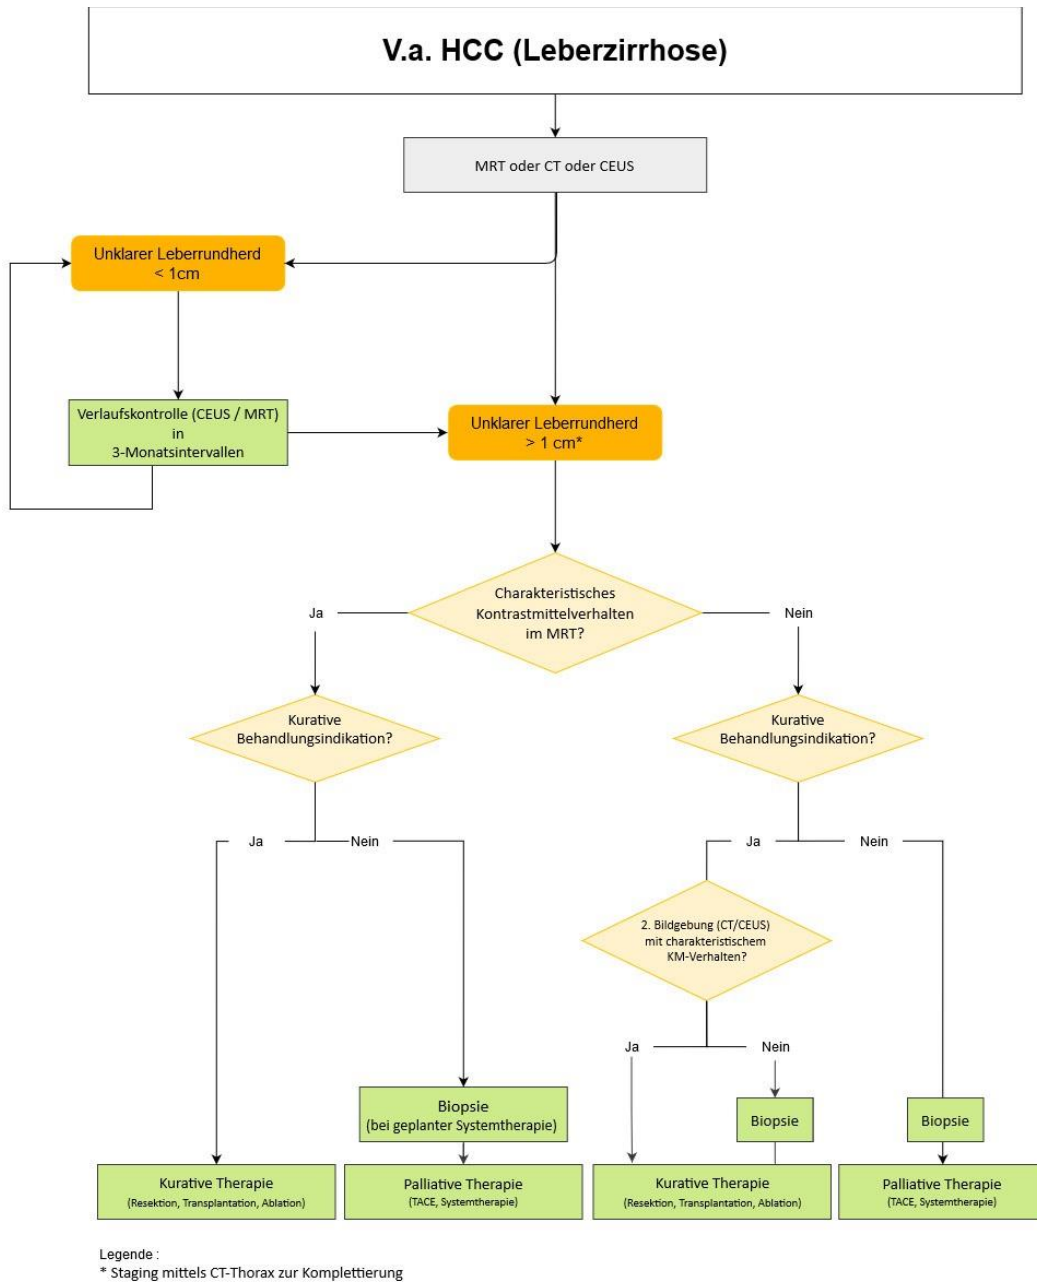 V.a. HCC (Leberzirrhose)
MRT oder CT oder CEUS
Unklarer Leberrundherd
< 1cm
Verlaufskontrolle (CEUS / MRT)
in
3-Monatsintervallen
Unklarer Leberrundherd
> 1 cm*
Charakteristisches
Kontrastmittelverhalten
im MRT?
Ja
Nein
Kurative
Behandlungsindikation?
Kurative
Behandlungsindikation?
Ja
Nein
Ja
Nein
2. Bildgebung (CT/CEUS)
mit charakteristischem
KM-Verhalten?
Ja
Nein
Biopsie
(bei geplanter Systemtherapie)
Biopsie
Biopsie
Kurative Therapie
(Resektion, Transplantation, Ablation)
Palliative Therapie
(TACE, Systemtherapie)
Kurative Therapie
(Resektion, Transplantation, Ablation)
Palliative Therapie
(TACE, Systemtherapie)
Legende :
* Staging mittels CT-Thorax zur Komplettierung